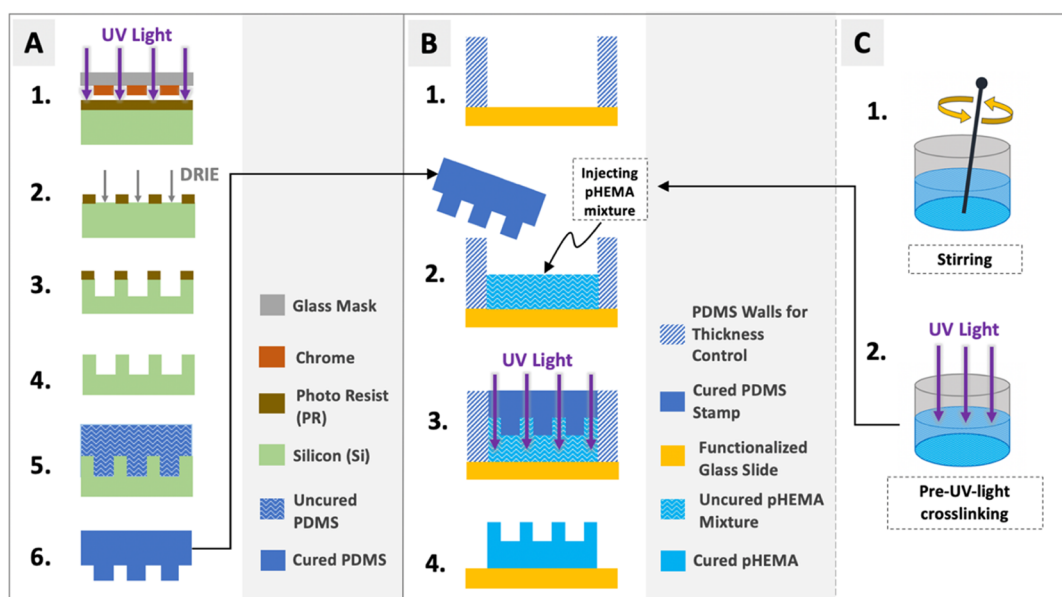 A
UV Light
1.
2.
DRIE
3.
4.
5.
6.
Glass Mask
Chrome
Photo Resist
(PR)
Silicon (Si)
Uncured
PDMS
Cured PDMS
B
1.
Injecting
pHEMA
mixture
2.
UV Light
3.
4.
PDMS Walls for
Thickness
Control
Cured PDMS
Stamp
Functionalized
Glass Slide
Uncured pHEMA
Mixture
Cured pHEMA
C
1.
Stirring
UV Light
2.
Pre-UV-light
crosslinking